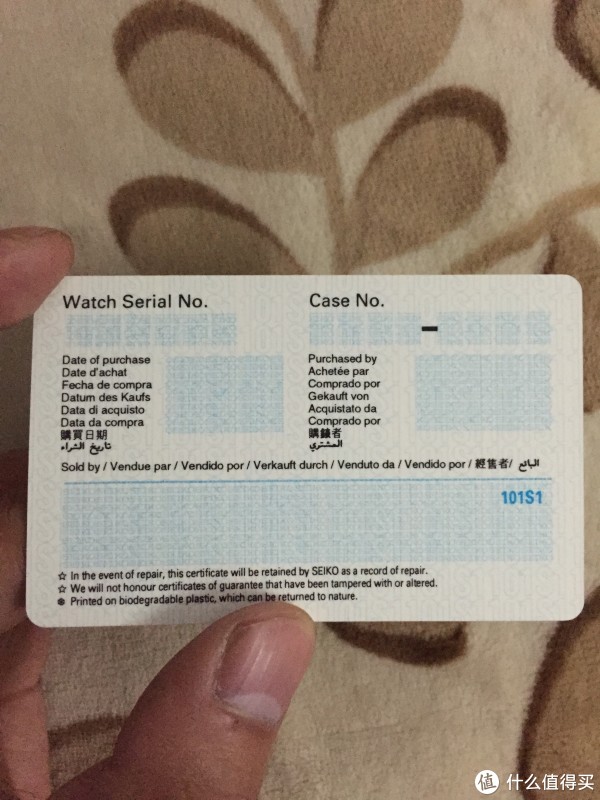 Watch Serial No.
Case No.
–
Date of purchase
Date d'achat
Fecha de compra
Datum des Kaufs
Data di acquisto
Data da compra
購買日期
تاريخ الشراء
Purchased by
Achetée par
Comprado por
Gekauft von
Acquistato da
Comprado por
購錶者
المشتري
Sold by / Vendue par / Vendido por / Verkauft durch / Venduto da / Vendido por / 經售者/ البائع
101S1
☆ In the event of repair, this certificate will be retained by SEIKO as a record of repair.
☆ We will not honour certificates of guarantee that have been tampered with or altered.
❄ Printed on biodegradable plastic, which can be returned to nature.
值 什么值得买